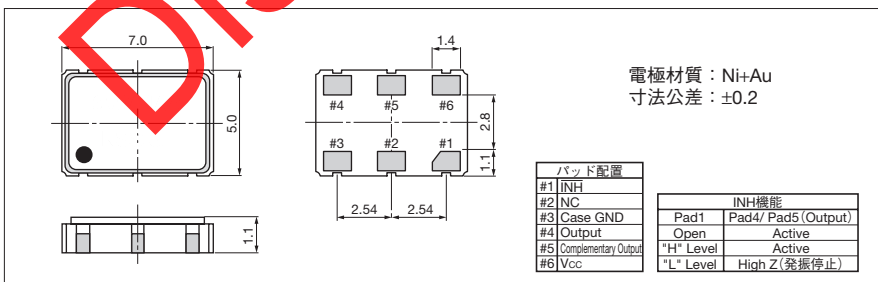 Dis
7.0
5.0
1.1
1.4
#4
#5
#6
#3
#2
#1
2.8
1.1
2.54
2.54
電極材質：Ni+Au
寸法公差：±0.2
パッド配置
#1 INH
#2 NC
#3 Case GND
#4 Output
#5 Complementary Output
#6 Vcc
INH機能
Pad1 Pad4/ Pad5(Output)
Open Active
"H" Level Active
"L" Level High Z(発振停止)